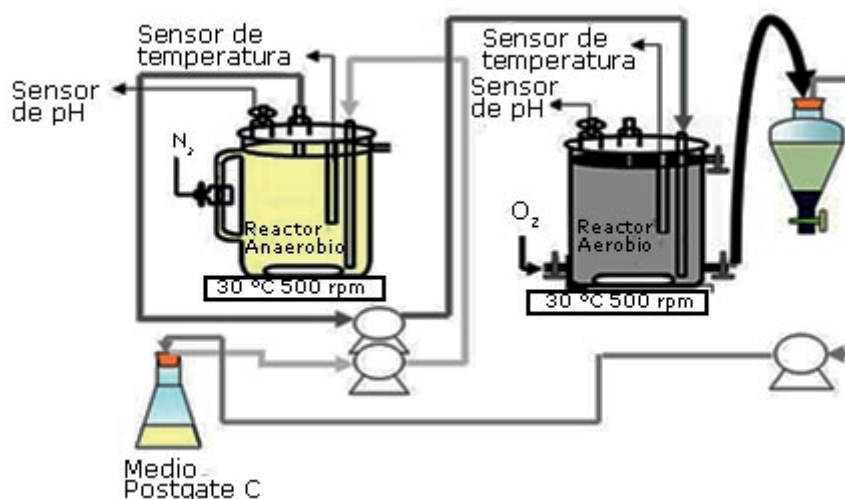 Sensor de
temperatura
Sensor
de pH
N₂
Reactor
Anaerobio
30 °C 500 rpm
Sensor de
temperatura
Sensor
de pH
O₂
Reactor
Aerobio
30 °C 500 rpm
Medio
Postgate C